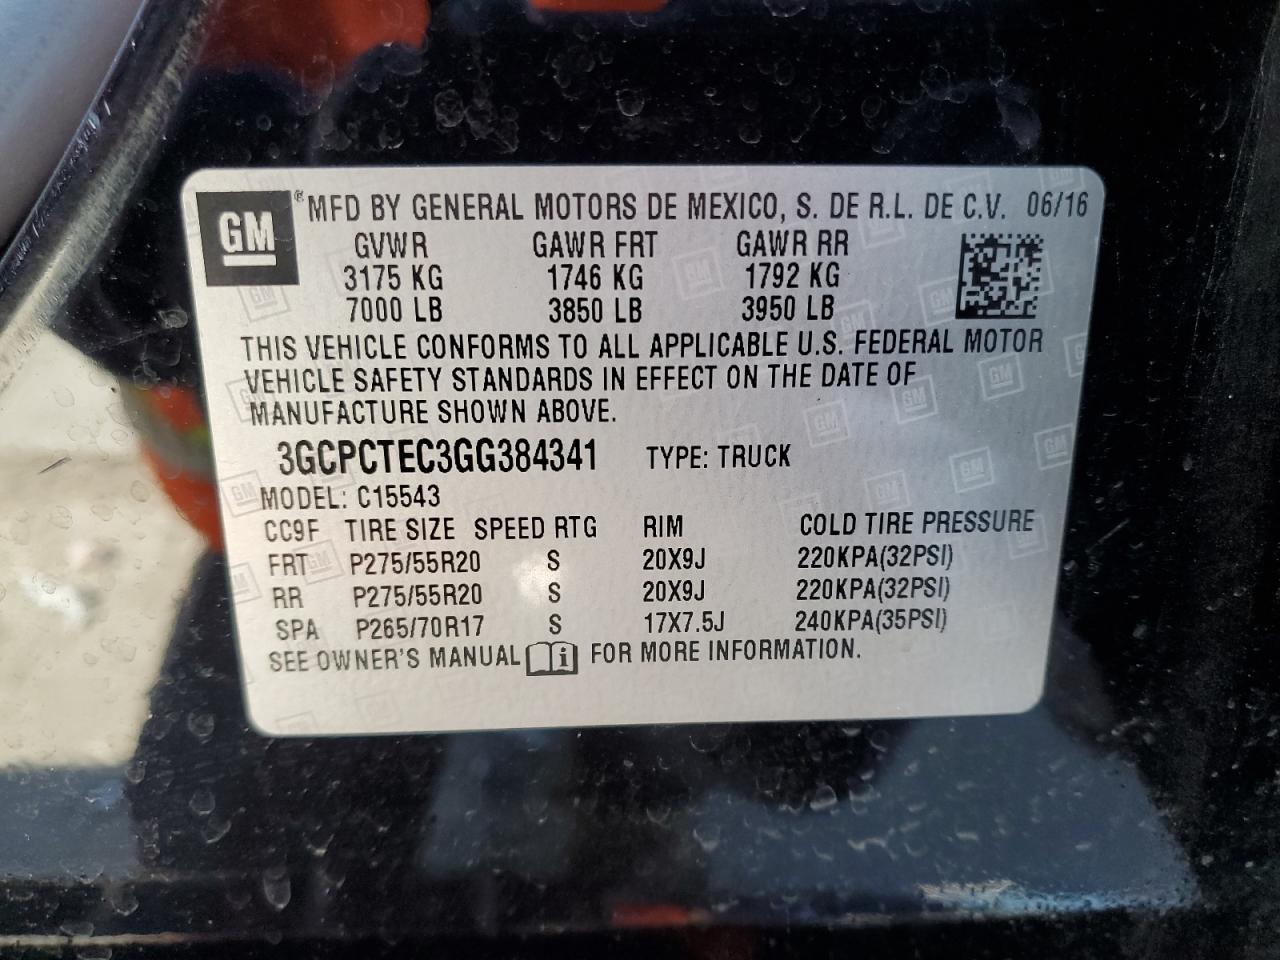 GM ® MFD BY GENERAL MOTORS DE MEXICO, S. DE R.L. DE C.V. 06/16
GVWR GAWR FRT GAWR RR
3175 KG 1746 KG 1792 KG
7000 LB 3850 LB 3950 LB
THIS VEHICLE CONFORMS TO ALL APPLICABLE U.S. FEDERAL MOTOR
VEHICLE SAFETY STANDARDS IN EFFECT ON THE DATE OF
MANUFACTURE SHOWN ABOVE.
3GCPCTEC3GG384341 TYPE: TRUCK
MODEL: C15543
CC9F TIRE SIZE SPEED RTG RIM COLD TIRE PRESSURE
FRT P275/55R20 S 20X9J 220KPA(32PSI)
RR P275/55R20 S 20X9J 220KPA(32PSI)
SPA P265/70R17 S 17X7.5J 240KPA(35PSI)
SEE OWNER'S MANUAL i FOR MORE INFORMATION.